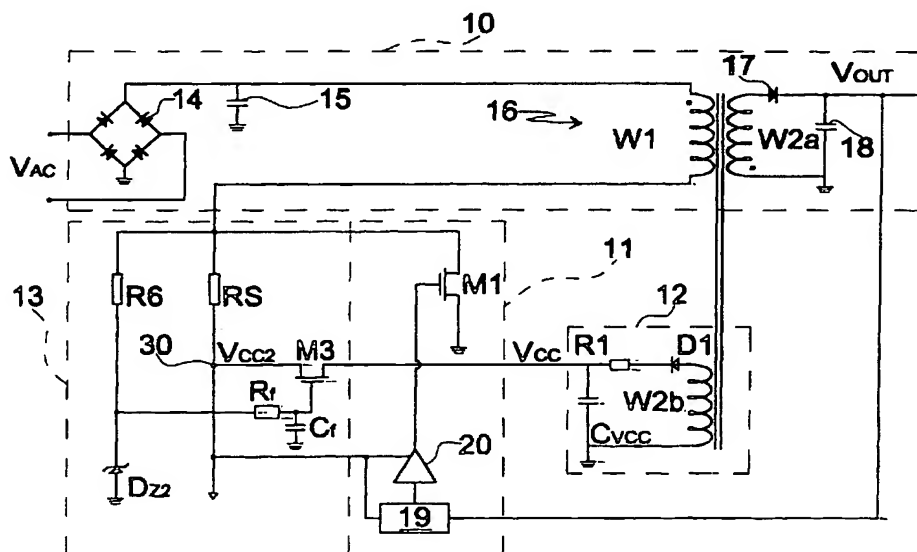 10
14
15
16
17
VOUT
W1
W2a
18
VAC
11
M1
R6
RS
13
12
30
VCC2
M3
VCC
R1
D1
Rf
Cf
W2b
CVCC
20
DZ2
19